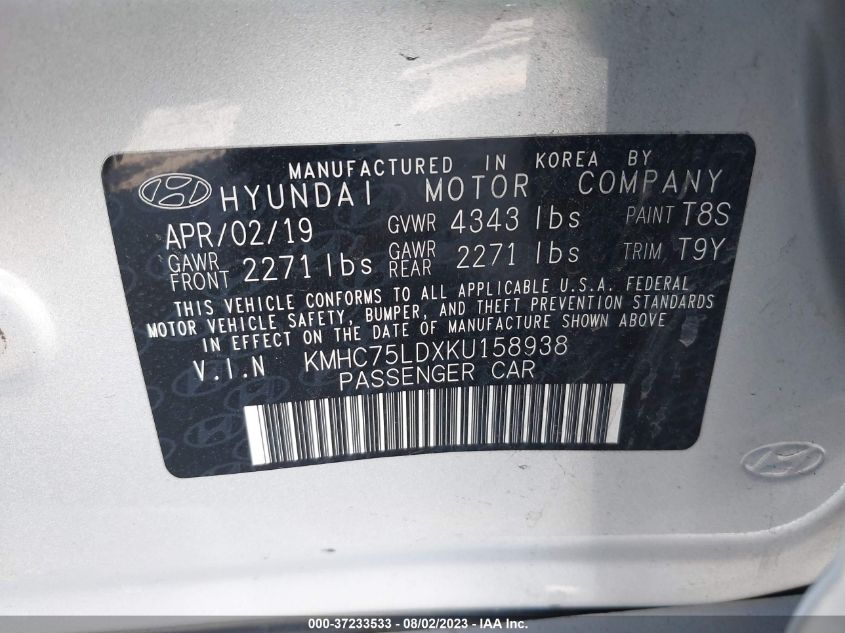 MANUFACTURED IN KOREA BY
HYUNDAI MOTOR COMPANY
APR/02/19 GVWR 4343 lbs PAINT T8S
GAWR FRONT 2271 lbs GAWR REAR 2271 lbs TRIM T9Y
THIS VEHICLE CONFORMS TO ALL APPLICABLE U.S.A. FEDERAL
MOTOR VEHICLE SAFETY, BUMPER, AND THEFT PREVENTION STANDARDS
IN EFFECT ON THE DATE OF MANUFACTURE SHOWN ABOVE
V.I.N KMHC75LDXKU158938
PASSENGER CAR
000-37233533 - 08/02/2023 - IAA Inc.